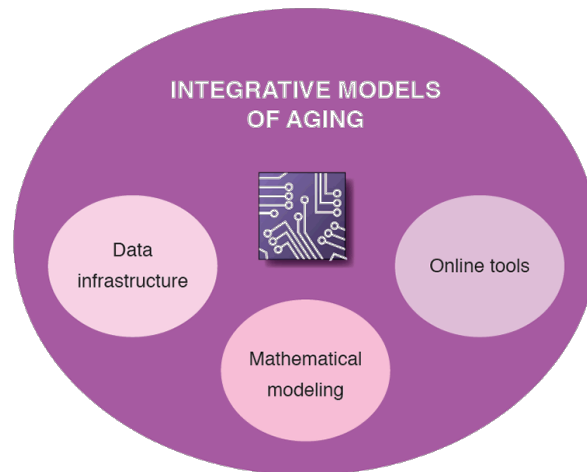 INTEGRATIVE MODELS
OF AGING
Data
infrastructure
Online tools
Mathematical
modeling